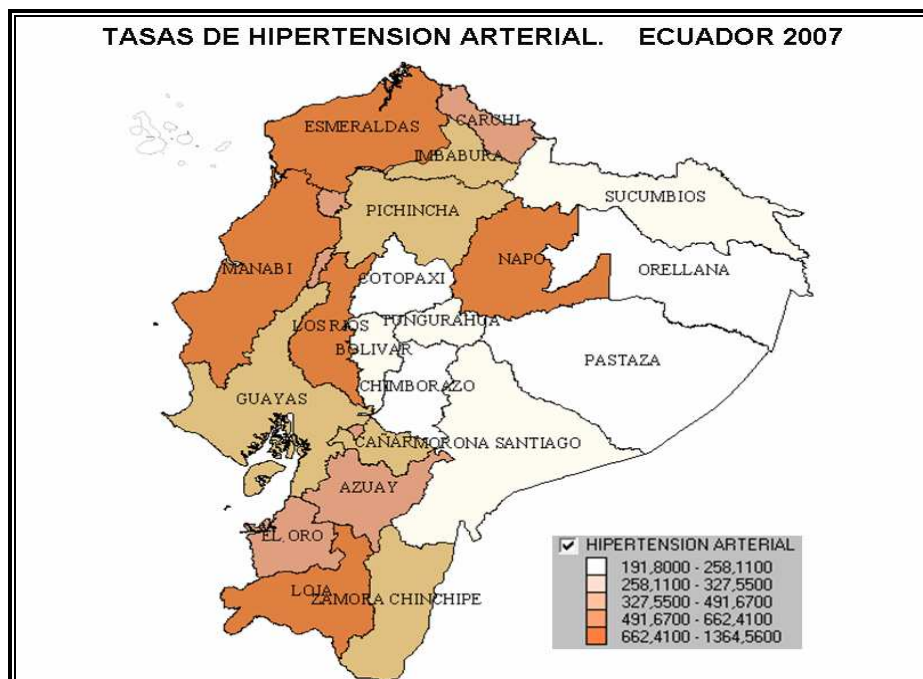 TASAS DE HIPERTENSION ARTERIAL. ECUADOR 2007
ESMERALDAS
CARCHI
IMBABURA
SUCUMBIOS
PICHINCHA
MANABI
COTOPAXI
NAPO
ORELLANA
LOS RIOS
TUNGURAHUA
BOLIVAR
PASTAZA
CHIMBORAZO
GUAYAS
CAÑAR
MORONA SANTIAGO
AZUAY
EL ORO
LOJA
ZAMORA CHINCHIPE
HIPERTENSION ARTERIAL
191,8000 - 258,1100
258,1100 - 327,5500
327,5500 - 491,6700
491,6700 - 662,4100
662,4100 - 1364,5600